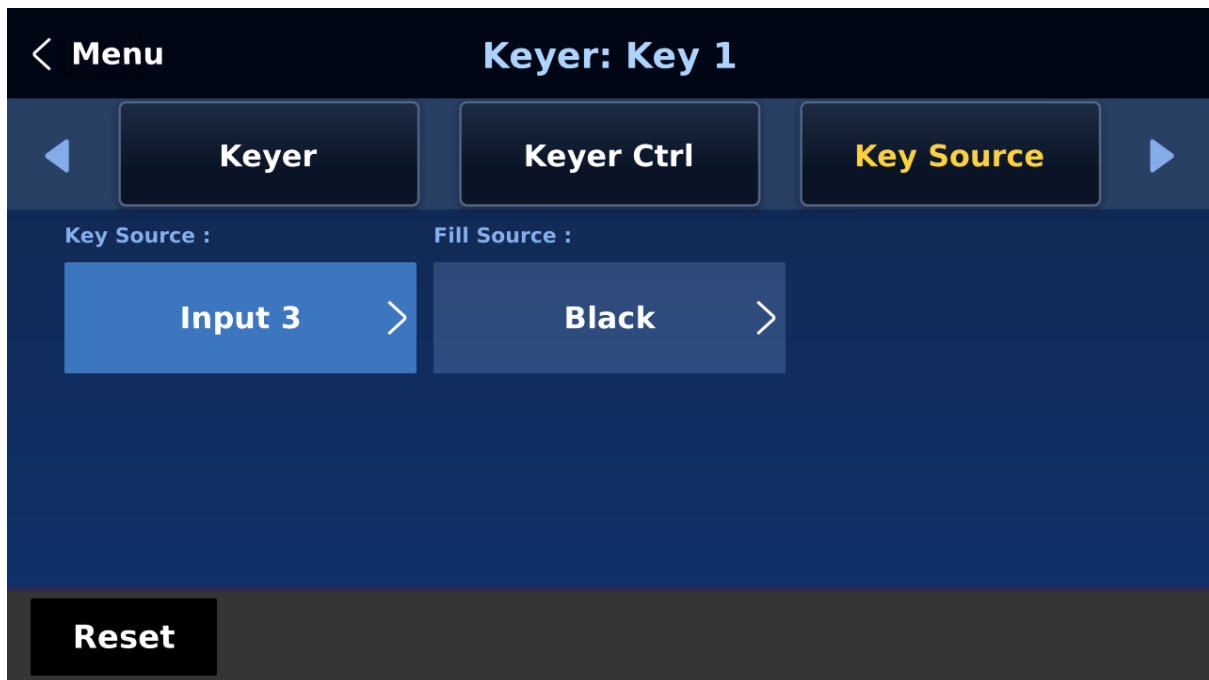 Menu
Keyer: Key 1
Keyer
Keyer Ctrl
Key Source
Key Source :
Fill Source :
Input 3
Black
Reset